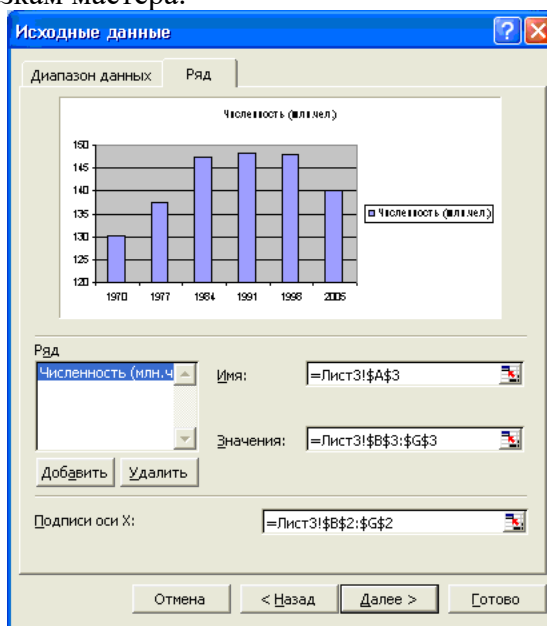 зкам мастера.
Исходные данные
Диапазон данных Ряд
Численность (млн.чел.)
150
145
140
135
130
125
120
Численность (млн.чел.)
1970 1977 1984 1991 1998 2005
Ряд
Численность (млн.ч
Имя: =Лист3!$A$3
Значения: =Лист3!$B$3:$G$3
Добавить Удалить
Подписи оси X: =Лист3!$B$2:$G$2
Отмена < Назад Далее > Готово